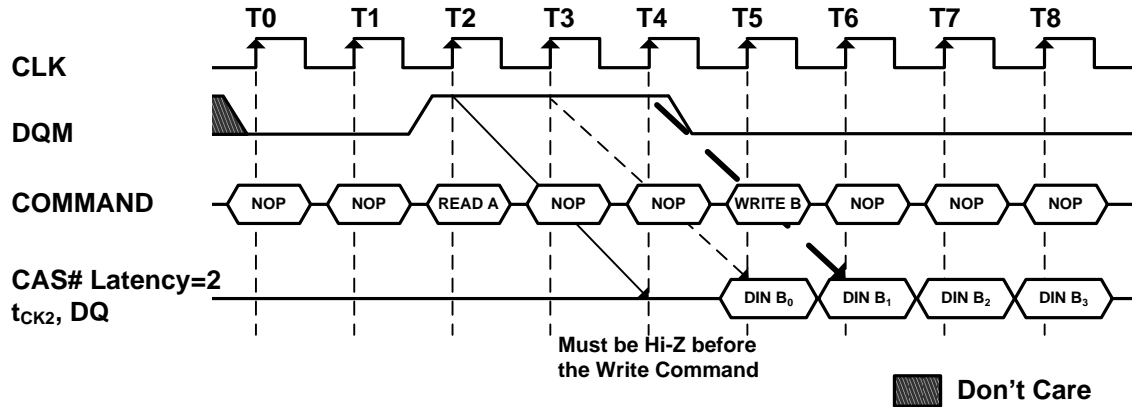 T0 T1 T2 T3 T4 T5 T6 T7 T8
CLK
DQM
COMMAND NOP NOP READ A NOP NOP WRITE B NOP NOP NOP
CAS# Latency=2
tCK2, DQ DIN B0 DIN B1 DIN B2 DIN B3
Must be Hi-Z before
the Write Command
Don't Care